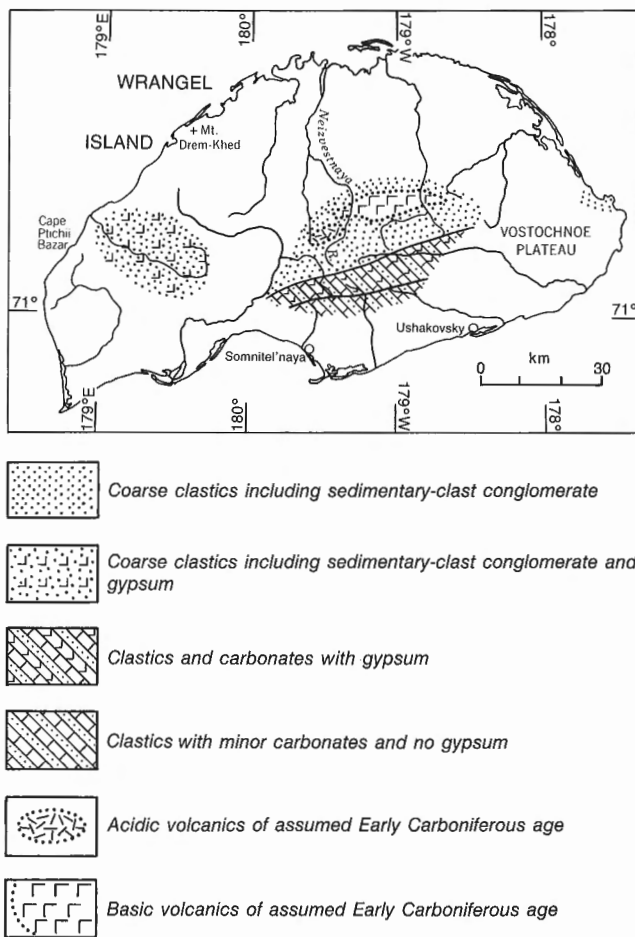 179°E
180°
179°W
178°
WRANGEL
ISLAND
+ Mt.
Drem-Khed
Neizvestnaya
R.
Cape
Ptichii
Bazar
VOSTOCHNOE
PLATEAU
71°
71°
Ushakovsky
Somnitel'naya
km
0 30
179°E
180°
179°W
178°
Coarse clastics including sedimentary-clast conglomerate
Coarse clastics including sedimentary-clast conglomerate and
gypsum
Clastics and carbonates with gypsum
Clastics with minor carbonates and no gypsum
Acidic volcanics of assumed Early Carboniferous age
Basic volcanics of assumed Early Carboniferous age